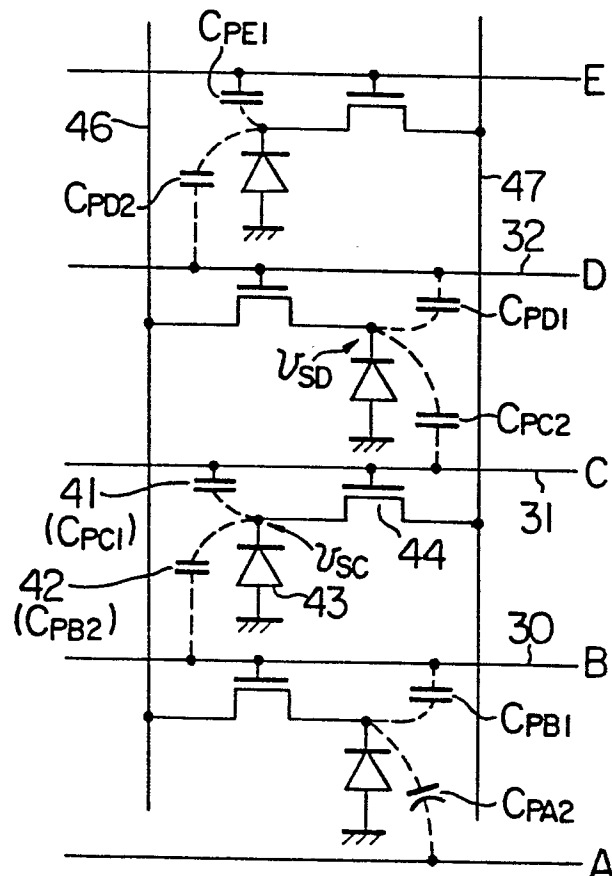 CPE1
E
46
47
CPD2
32
D
CPD1
VSD
CPC2
C
41
(CPC1)
31
44
VSC
42
(CPB2)
43
30
B
CPB1
CPA2
A